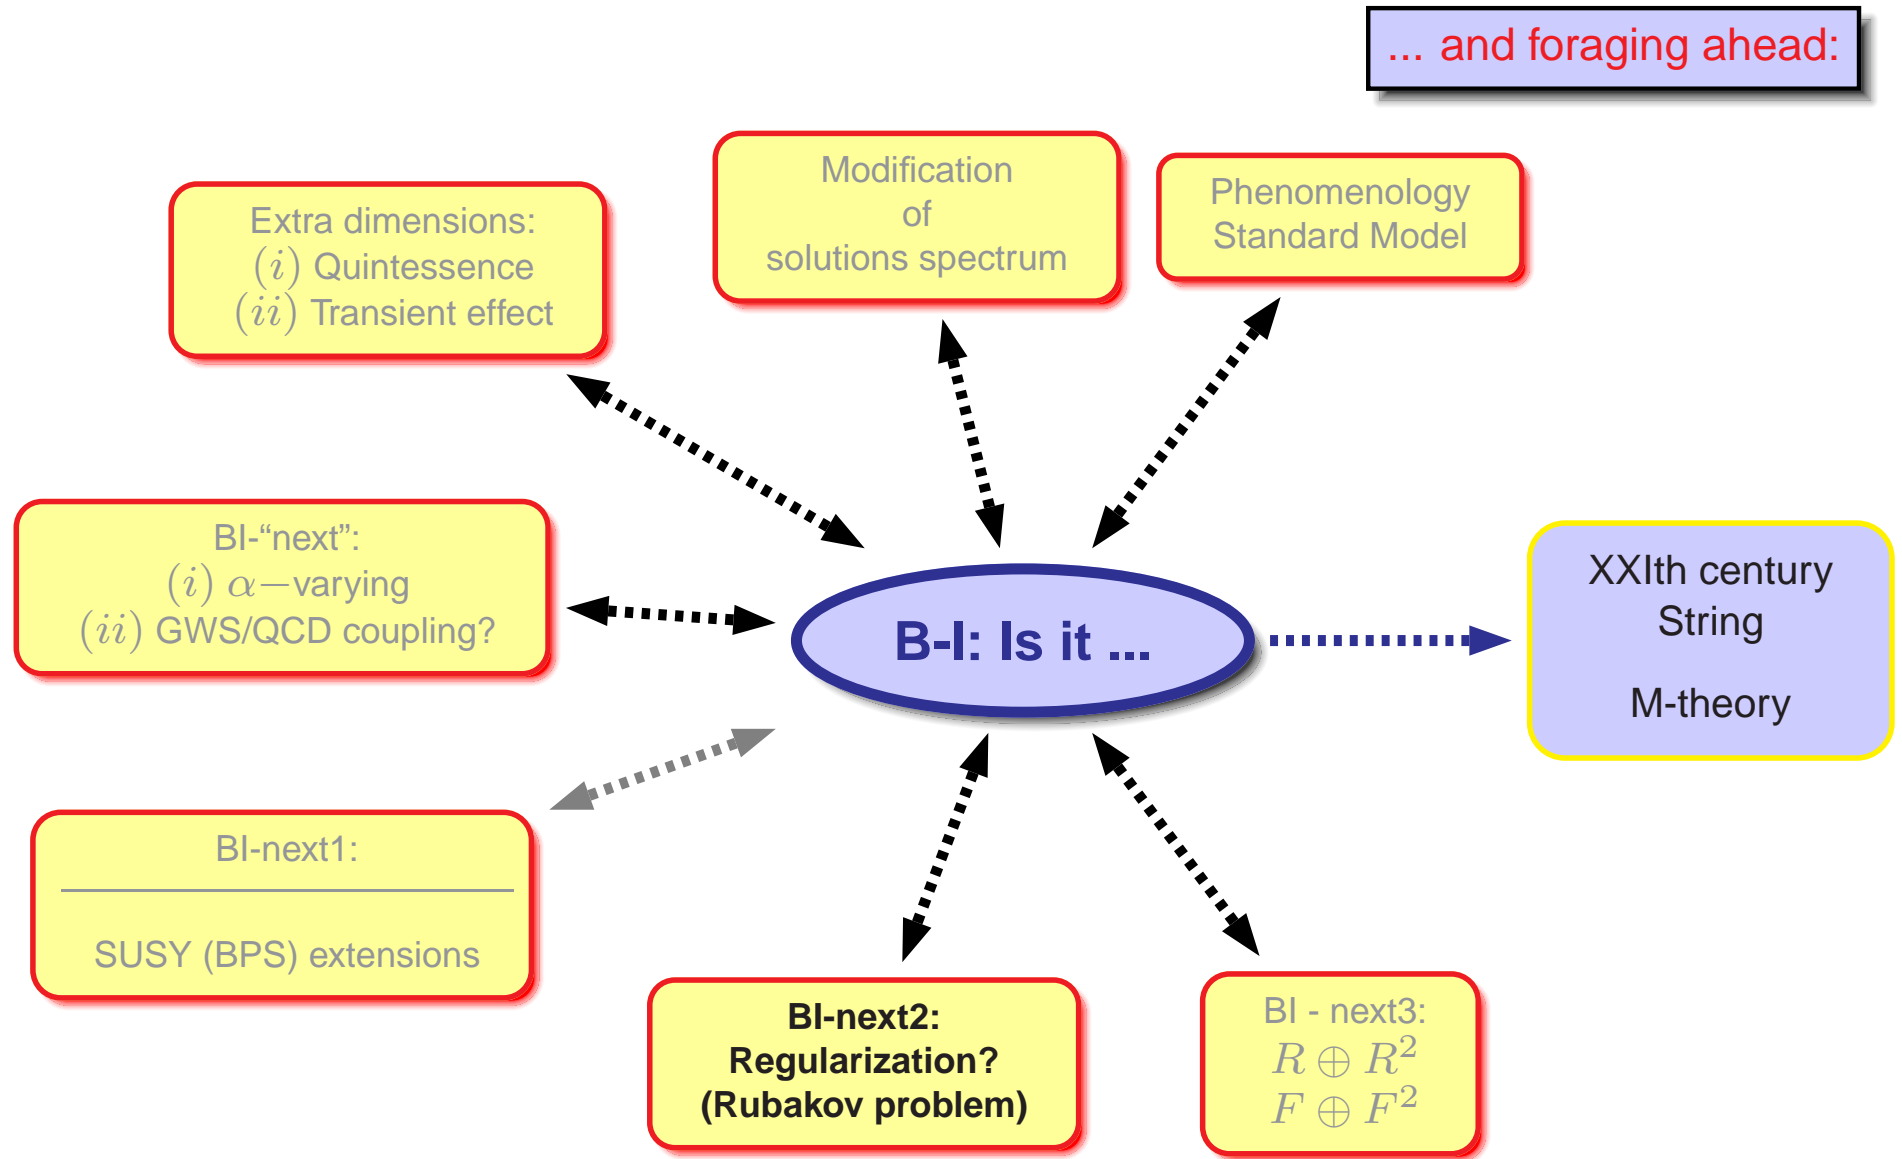 ... and foraging ahead:
Modification
of
solutions spectrum
Phenomenology
Standard Model
Extra dimensions:
(i) Quintessence
(ii) Transient effect
BI-“next”:
(i) α−varying
(ii) GWS/QCD coupling?
B-I: Is it ...
XXIth century
String
M-theory
BI-next1:
SUSY (BPS) extensions
BI-next2:
Regularization?
(Rubakov problem)
BI - next3:
R ⊕ R²
F ⊕ F²